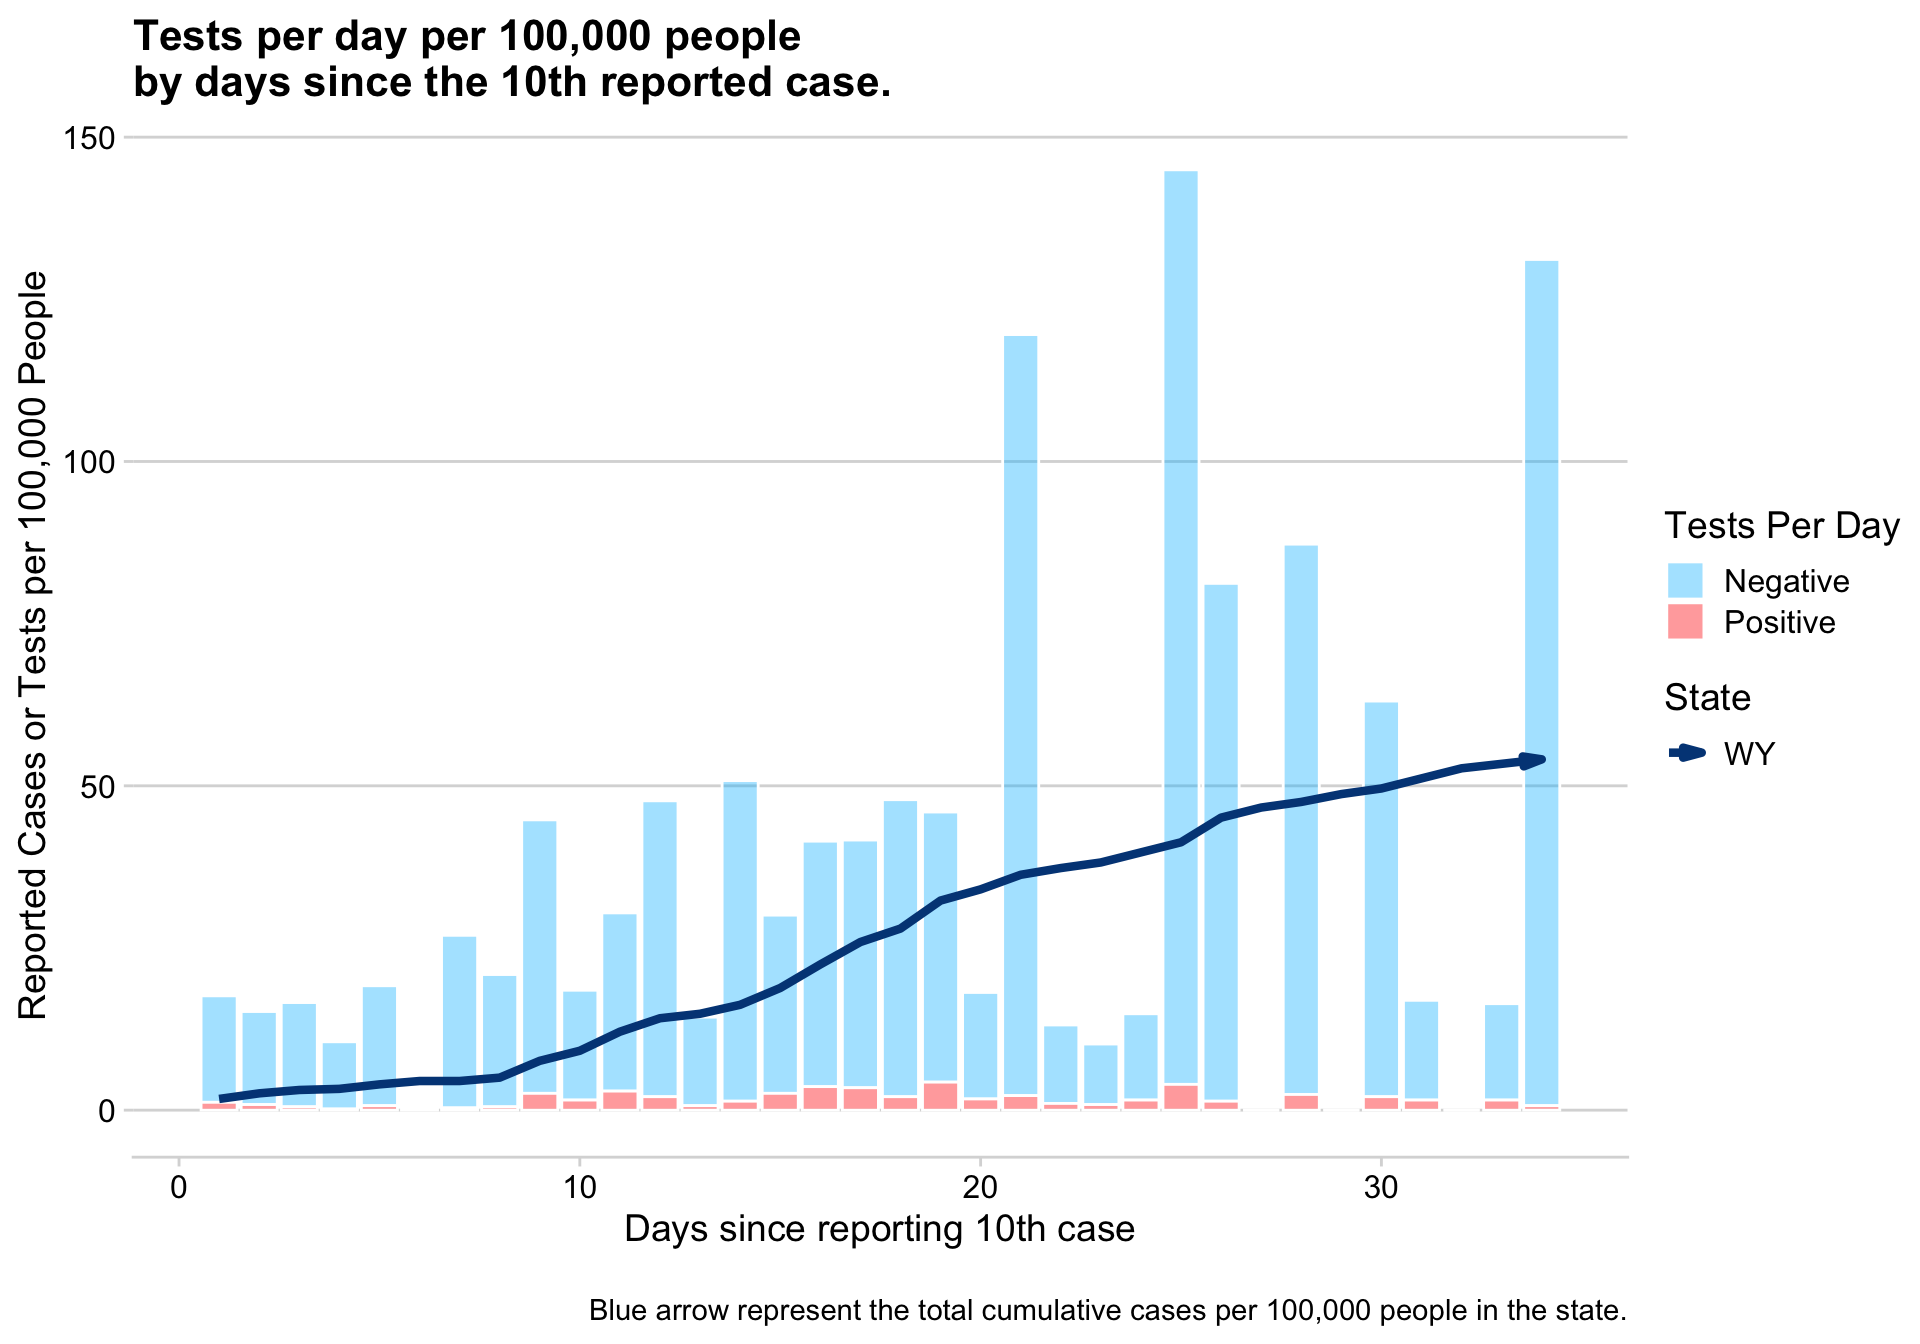 Tests per day per 100,000 people
by days since the 10th reported case.
150
100
50
0
Reported Cases or Tests per 100,000 People
0
10
20
30
Days since reporting 10th case
Tests Per Day
Negative
Positive
State
WY
Blue arrow represent the total cumulative cases per 100,000 people in the state.